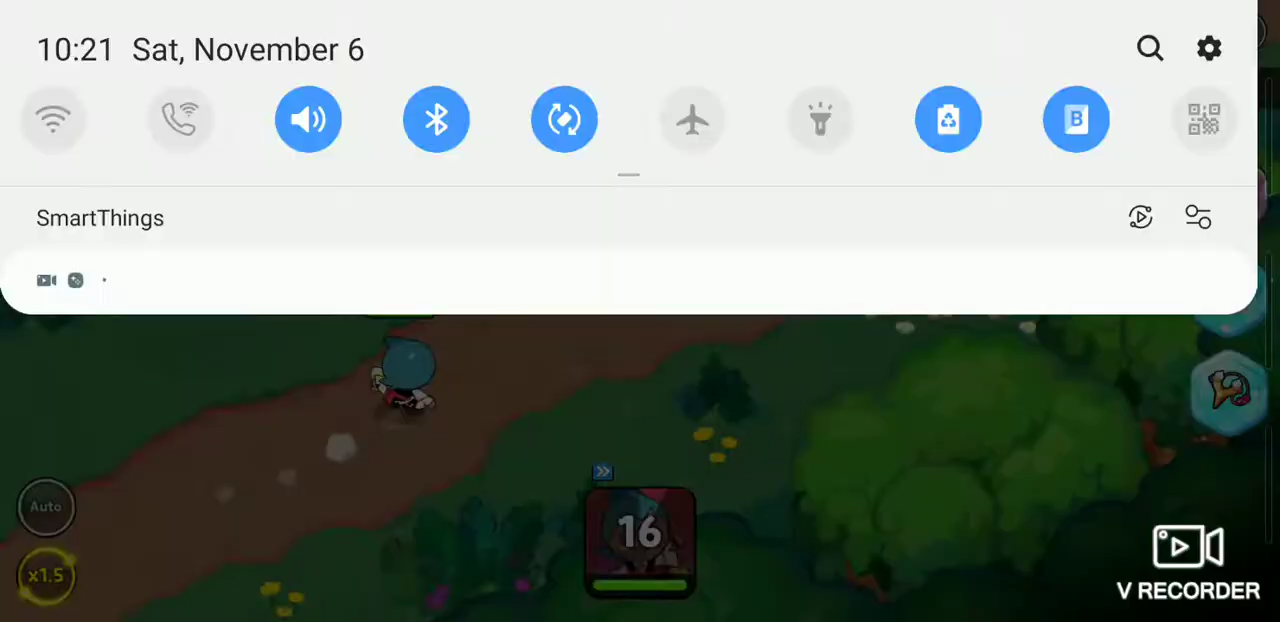 10:21 Sat, November 6
B
SmartThings
Auto
16
x1.5
V RECORDER